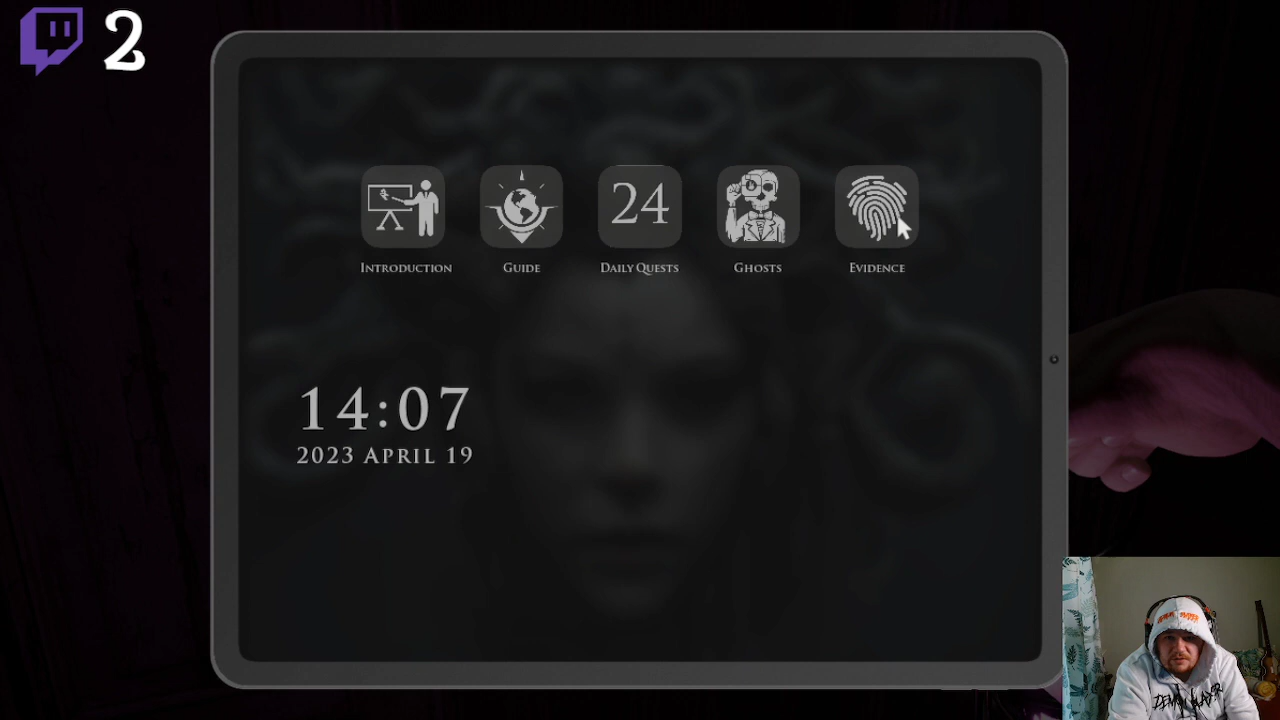 2
24
INTRODUCTION
GUIDE
DAILY QUESTS
GHOSTS
EVIDENCE
14:07
2023 APRIL 19